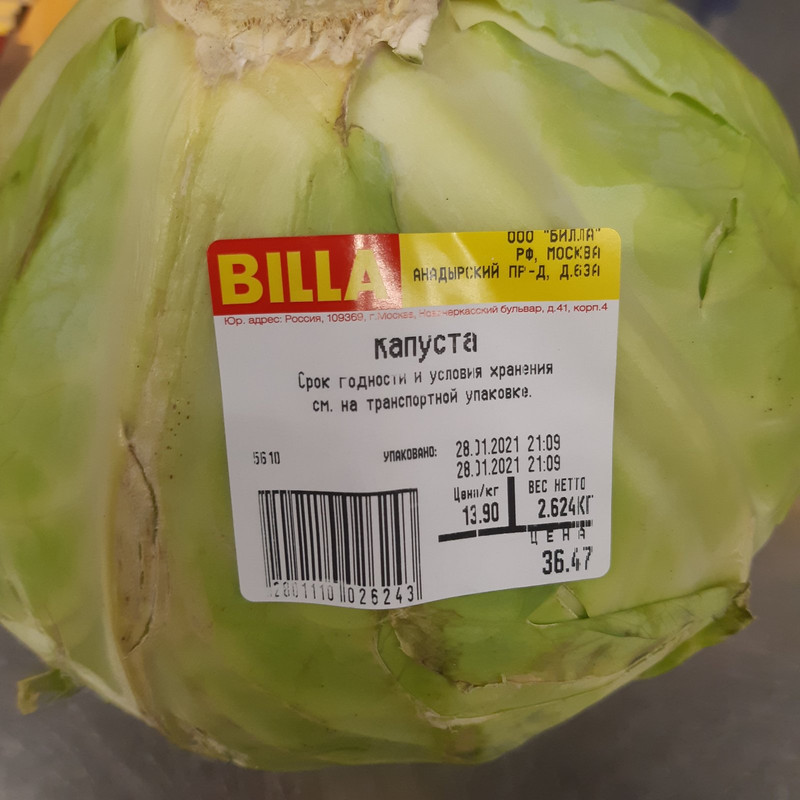 BILLA
ООО "БИЛЛА"
РФ, МОСКВА
АНАДЫРСКИЙ ПР-Д, Д.63А
Юр. адрес: Россия, 109369, г.Москва, Новочеркасский бульвар, д.41, корп.4
капуста
Срок годности и условия хранения
см. на транспортной упаковке.
5610
УПАКОВАНО: 28.01.2021 21:09
28.01.2021 21:09
Цена/кг
13.90
ВЕС НЕТТО
2.624КГ
ЦЕНА
36.47
2801110 026243